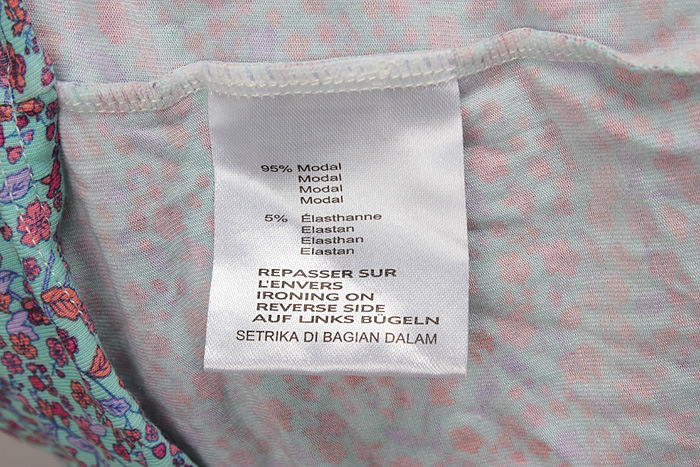 95% Modal
Modal
Modal
Modal
5% Élasthanne
Elastan
Elasthan
Elastan
REPASSER SUR
L'ENVERS
IRONING ON
REVERSE SIDE
AUF LINKS BÜGELN
SETRIKA DI BAGIAN DALAM